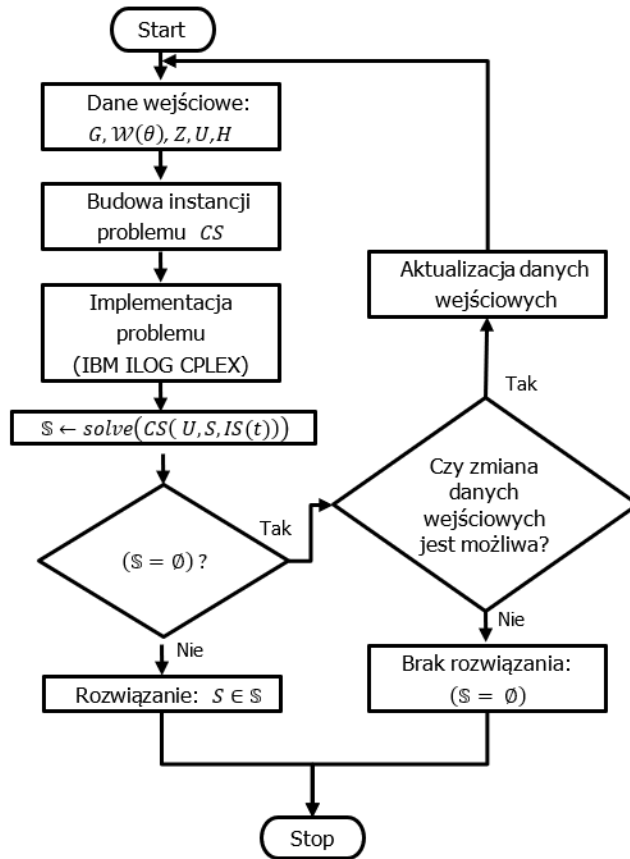 Start
Dane wejściowe:
G, 𝒲(θ), Z, U, H
Budowa instancji
problemu CS
Implementacja
problemu
(IBM ILOG CPLEX)
𝕊 ← solve(CS( U, S, IS(t)))
(𝕊 = ∅) ?
Tak
Nie
Rozwiązanie: S ∈ 𝕊
Aktualizacja danych
wejściowych
Tak
Czy zmiana
danych
wejściowych
jest możliwa?
Nie
Brak rozwiązania:
(𝕊 = ∅)
Stop